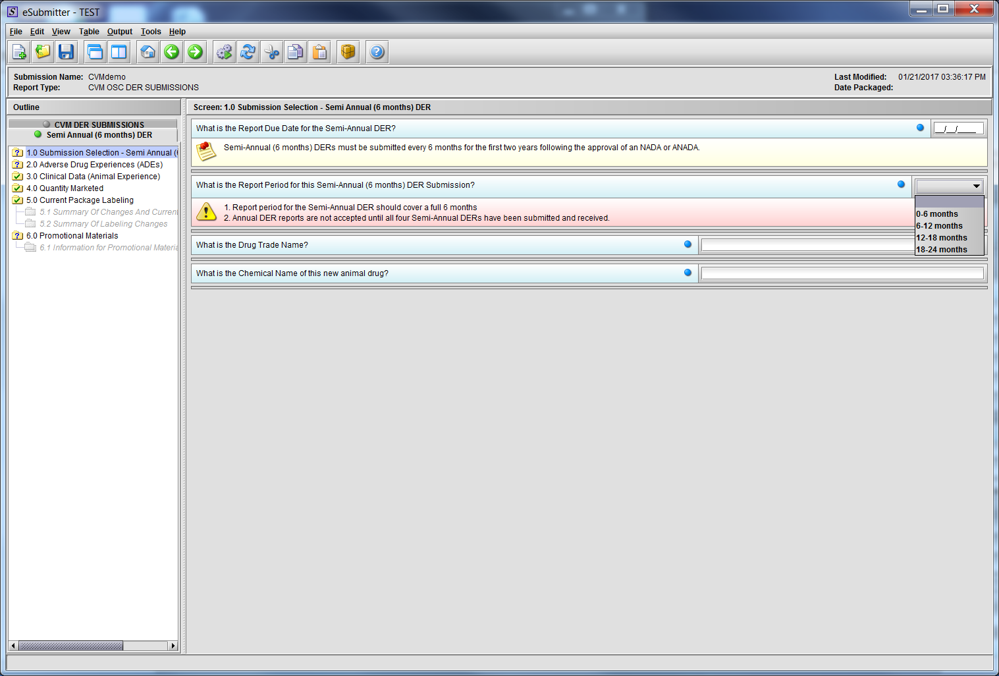 eSubmitter - TEST
File Edit View Table Output Tools Help
Submission Name: CVMdemo
Report Type: CVM OSC DER SUBMISSIONS
Last Modified: 01/21/2017 03:36:17 PM
Date Packaged:
Outline
CVM DER SUBMISSIONS
Semi Annual (6 months) DER
1.0 Submission Selection - Semi Annual (
2.0 Adverse Drug Experiences (ADEs)
3.0 Clinical Data (Animal Experience)
4.0 Quantity Marketed
5.0 Current Package Labeling
5.1 Summary Of Changes And Current
5.2 Summary Of Labeling Changes
6.0 Promotional Materials
6.1 Information for Promotional Materia
Screen: 1.0 Submission Selection - Semi Annual (6 months) DER
What is the Report Due Date for the Semi-Annual DER?
__/__/____
Semi-Annual (6 months) DERs must be submitted every 6 months for the first two years following the approval of an NADA or ANADA.
What is the Report Period for this Semi-Annual (6 months) DER Submission?
1. Report period for the Semi-Annual DER should cover a full 6 months
2. Annual DER reports are not accepted until all four Semi-Annual DERs have been submitted and received.
0-6 months
6-12 months
12-18 months
18-24 months
What is the Drug Trade Name?
What is the Chemical Name of this new animal drug?